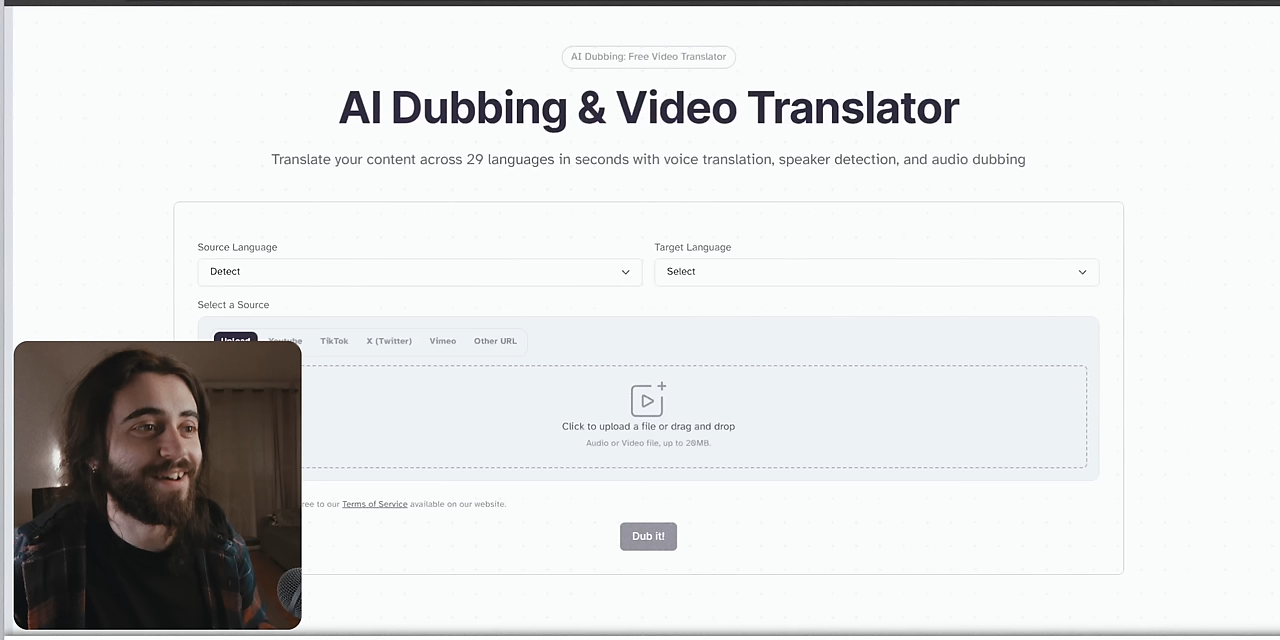 AI Dubbing: Free Video Translator
AI Dubbing & Video Translator
Translate your content across 29 languages in seconds with voice translation, speaker detection, and audio dubbing
Source Language
Target Language
Detect
Select
Select a Source
Upload Youtube TikTok X (Twitter) Vimeo Other URL
Click to upload a file or drag and drop
Audio or Video file, up to 20MB.
to our Terms of Service available on our website.
Dub it!